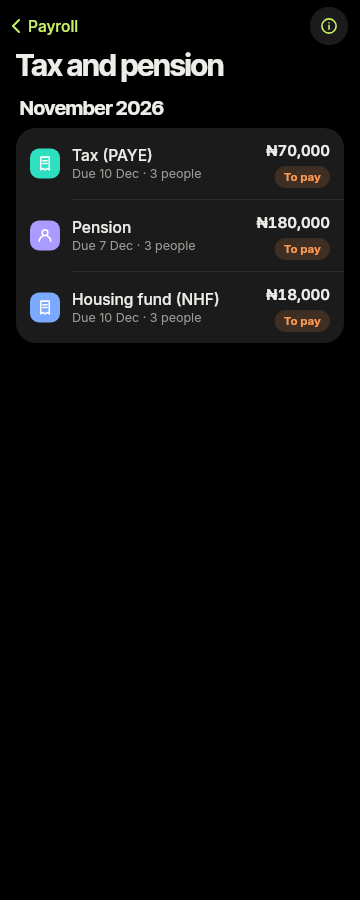 Payroll
Tax and pension
November 2026
Tax (PAYE)
₦70,000
Due 10 Dec · 3 people
To pay
Pension
₦180,000
Due 7 Dec · 3 people
To pay
Housing fund (NHF)
₦18,000
Due 10 Dec · 3 people
To pay